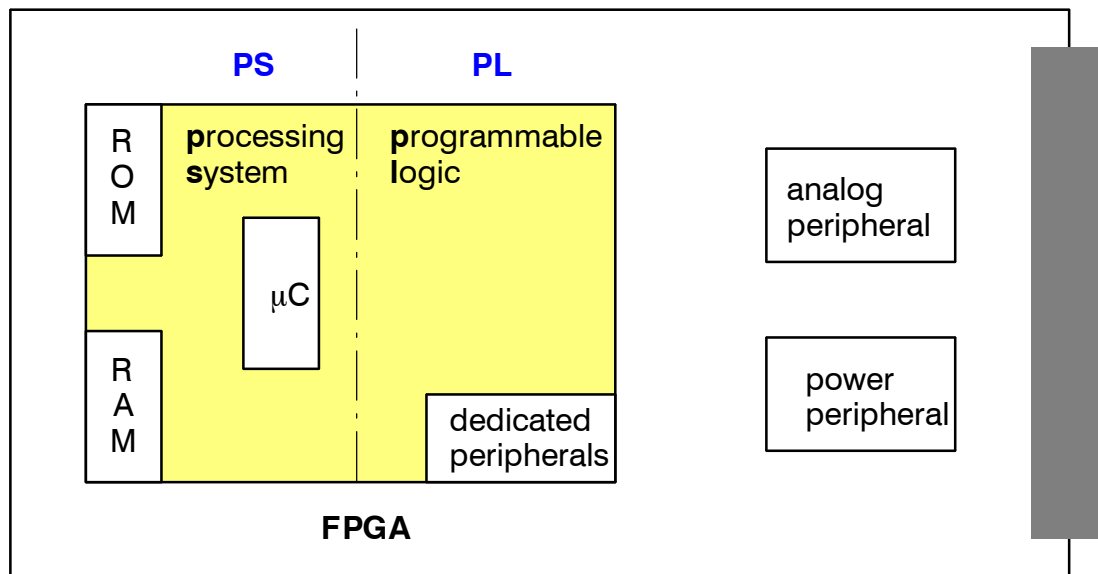 PS
PL
R
O
M
processing
system
programmable
logic
analog
peripheral
μC
R
A
M
power
peripheral
dedicated
peripherals
FPGA